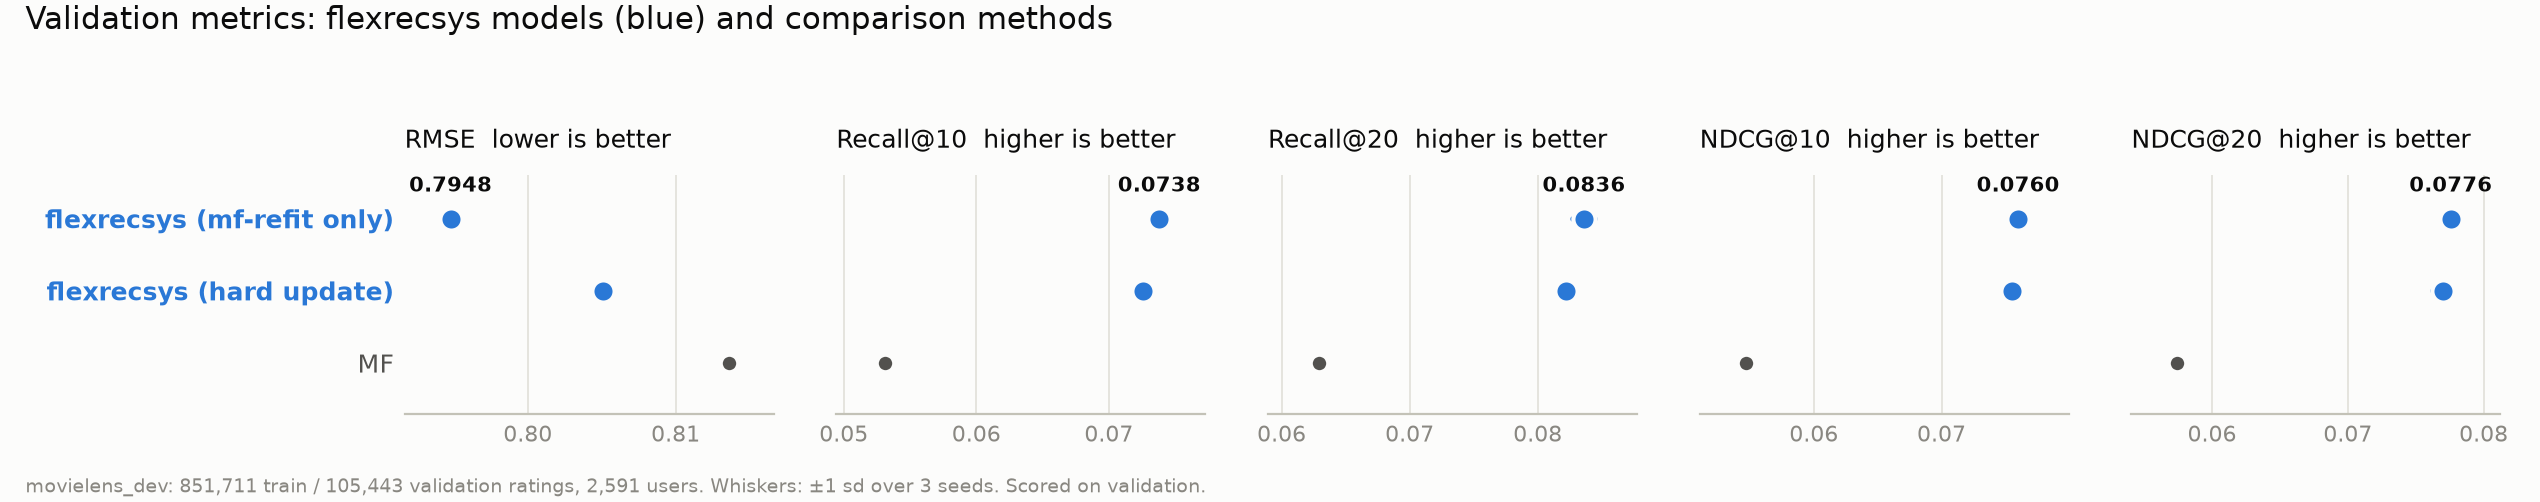 Validation metrics: flexrecsys models (blue) and comparison methods
RMSE  lower is better
Recall@10  higher is better
Recall@20  higher is better
NDCG@10  higher is better
NDCG@20  higher is better
0.7948
0.0738
0.0836
0.0760
0.0776
flexrecsys (mf-refit only)
flexrecsys (hard update)
MF
0.80 0.81
0.05 0.06 0.07
0.06 0.07 0.08
0.06 0.07
0.06 0.07 0.08
movielens_dev: 851,711 train / 105,443 validation ratings, 2,591 users. Whiskers: ±1 sd over 3 seeds. Scored on validation.